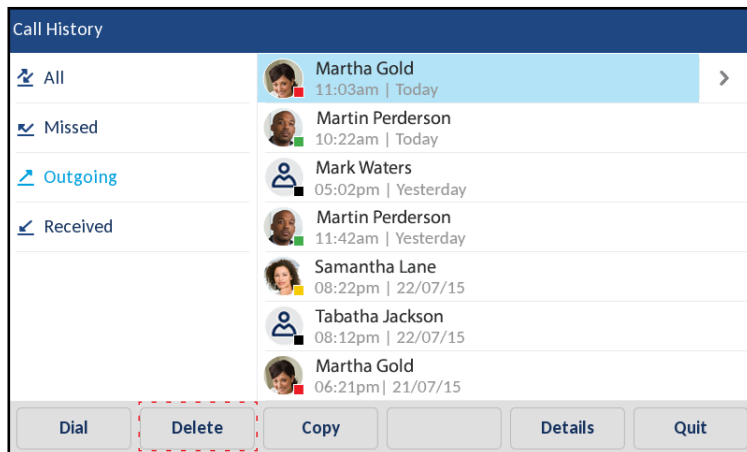 Call History
All
Missed
Outgoing
Received
Martha Gold
11:03am | Today
Martin Perderson
10:22am | Today
Mark Waters
05:02pm | Yesterday
Martin Perderson
11:42am | Yesterday
Samantha Lane
08:22pm | 22/07/15
Tabatha Jackson
08:12pm | 22/07/15
Martha Gold
06:21pm| 21/07/15
Dial Delete Copy Details Quit